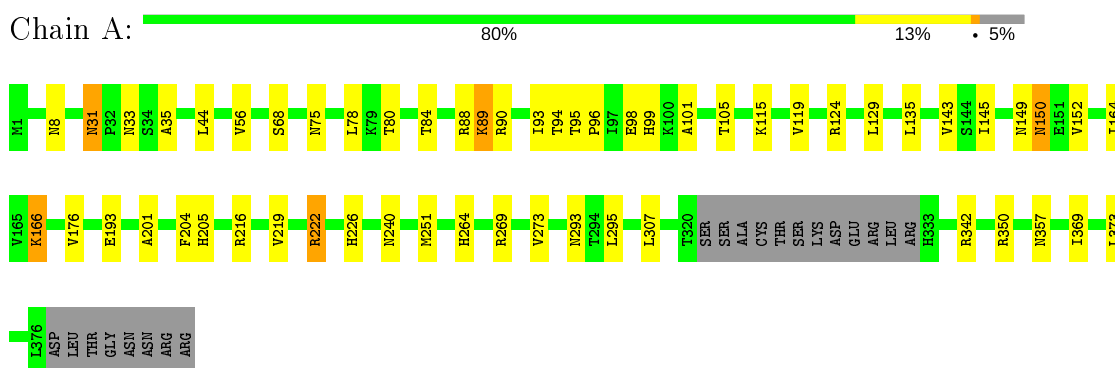 Chain A:
80% 13% • 5%
M1 N8 N31 P32 N33 S34 A35 L44 V56 S68 N75 L78 K79 T80 T84 R88 K89 R90 I93 T94 T95 P96 I97 E98 H99 K100 A101 T105 K115 V119 R124 L129 L135 V143 S144 I145 N149 N150 E151 V152
V165 K166 V176 E193 A201 F204 H205 R216 V219 R222 H226 N240 M251 H264 R269 V273 N293 T294 L295 L307 T320 SER SER ALA CYS THR SER LYS ASP GLU ARG LEU ARG H333 R342 R350 N357 I369
L376 ASP LEU THR GLY ASN ASN ARG ARG